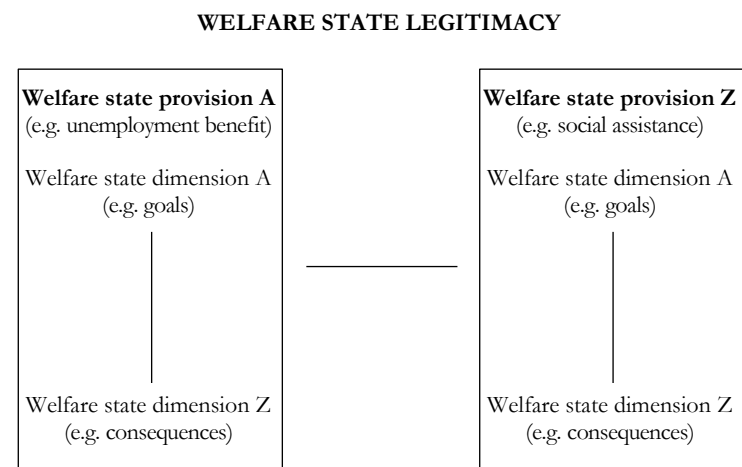 WELFARE STATE LEGITIMACY
Welfare state provision A
(e.g. unemployment benefit)
Welfare state dimension A
(e.g. goals)
Welfare state dimension Z
(e.g. consequences)
Welfare state provision Z
(e.g. social assistance)
Welfare state dimension A
(e.g. goals)
Welfare state dimension Z
(e.g. consequences)